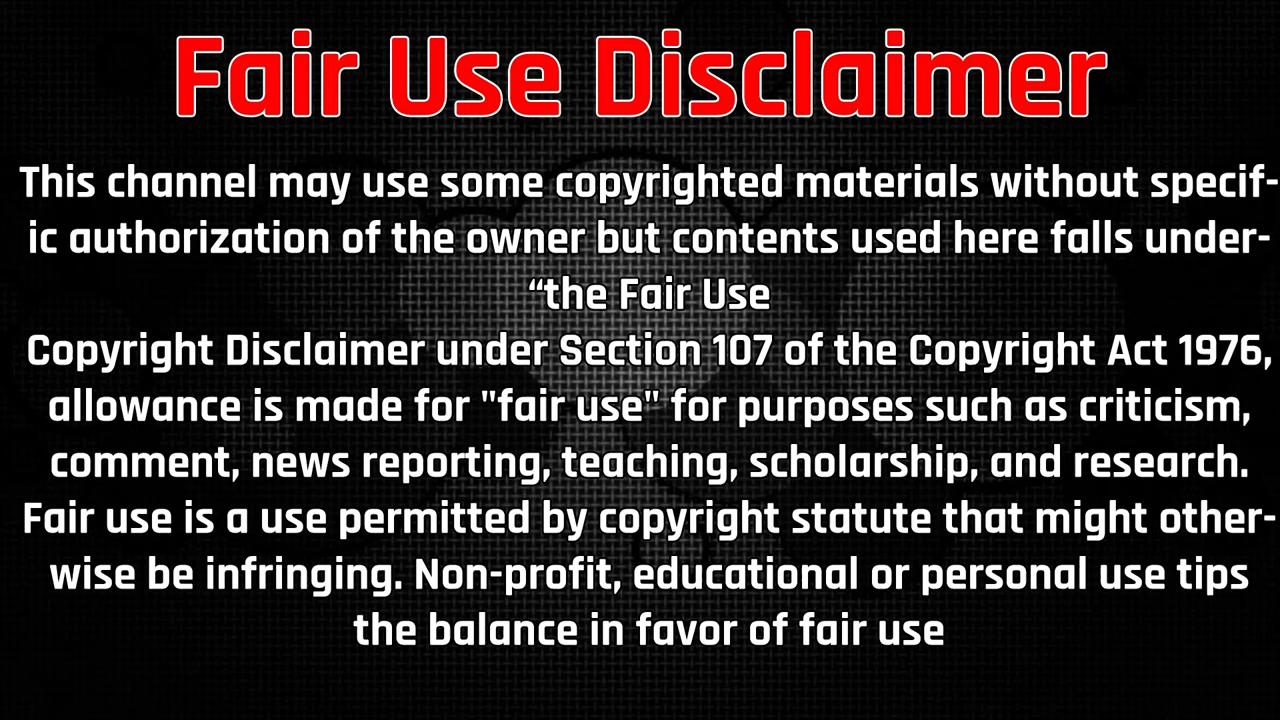 Fair Use Disclaimer
This channel may use some copyrighted materials without specif-
ic authorization of the owner but contents used here falls under-
“the Fair Use
Copyright Disclaimer under Section 107 of the Copyright Act 1976,
allowance is made for "fair use" for purposes such as criticism,
comment, news reporting, teaching, scholarship, and research.
Fair use is a use permitted by copyright statute that might other-
wise be infringing. Non-profit, educational or personal use tips
the balance in favor of fair use